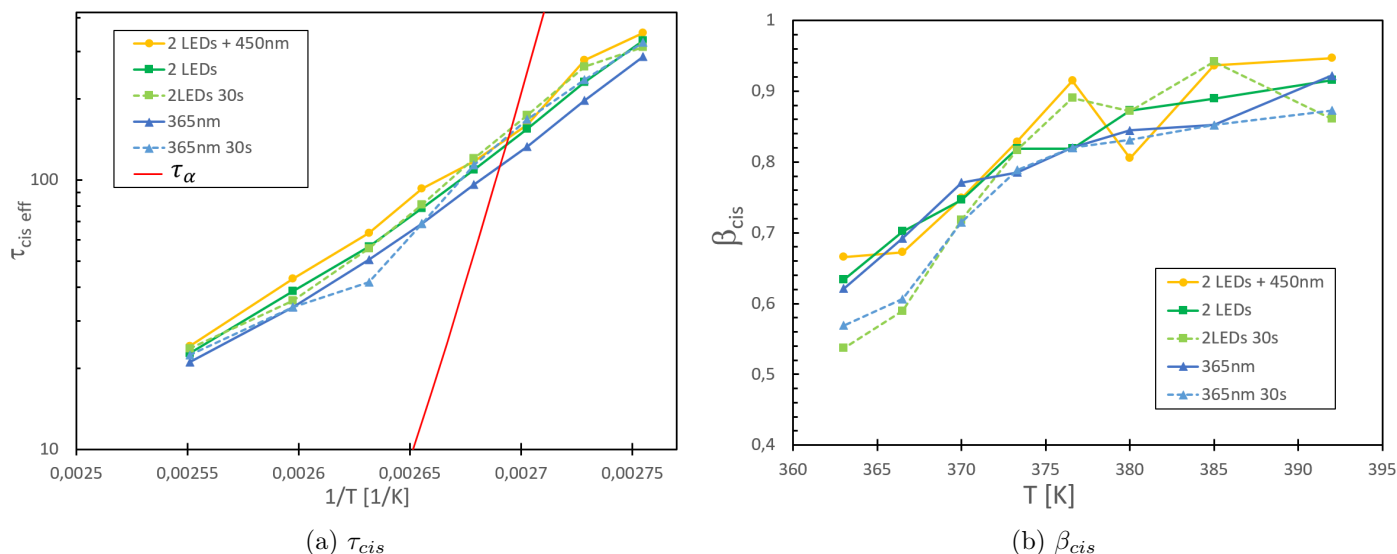 2 LEDs + 450nm
2 LEDs
2LEDs 30s
365nm
365nm 30s
τα
100
10
τcis eff
0,0025
0,00255
0,0026
0,00265
0,0027
0,00275
1/T [1/K]
(a) τcis
1
0,9
0,8
0,7
0,6
0,5
0,4
βcis
2 LEDs + 450nm
2 LEDs
2LEDs 30s
365nm
365nm 30s
360
365
370
375
380
385
390
395
T [K]
(b) βcis